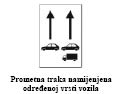 Prometna traka namijenjena
određenoj vrsti vozila